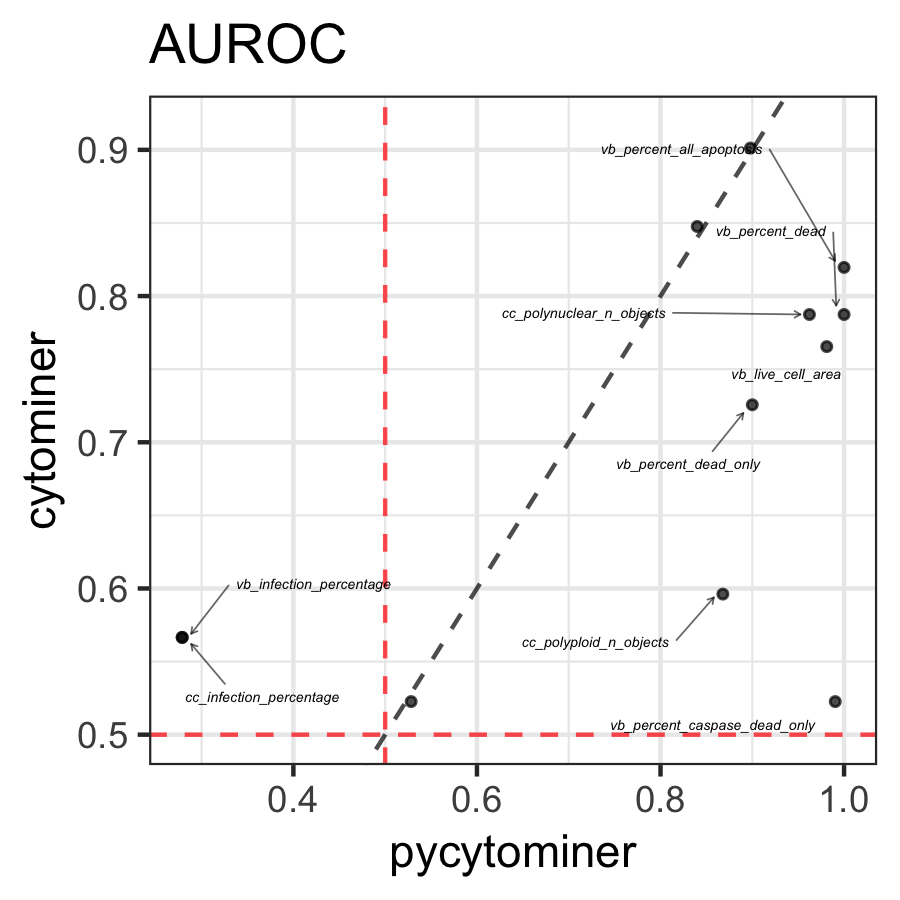 AUROC
cytominer
0.9
0.8
0.7
0.6
0.5
vb_percent_all_apoptosis
vb_percent_dead
cc_polynuclear_n_objects
vb_live_cell_area
vb_percent_dead_only
vb_infection_percentage
cc_polyploid_n_objects
cc_infection_percentage
vb_percent_caspase_dead_only
0.4 0.6 0.8 1.0
pycytominer